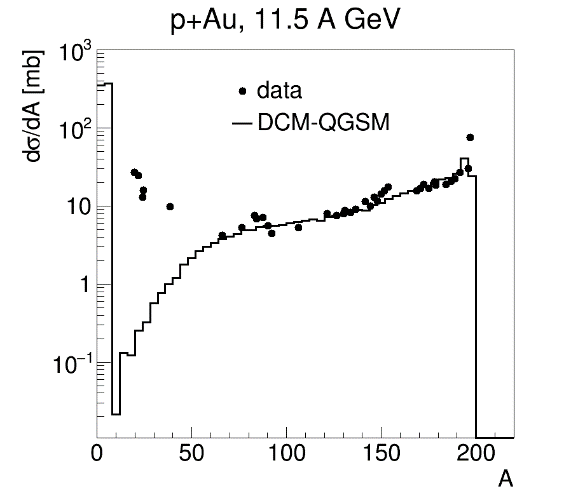 p+Au, 11.5 A GeV
dσ/dA [mb]
10³
10²
10
1
10⁻¹
data
DCM-QGSM
0 50 100 150 200
A